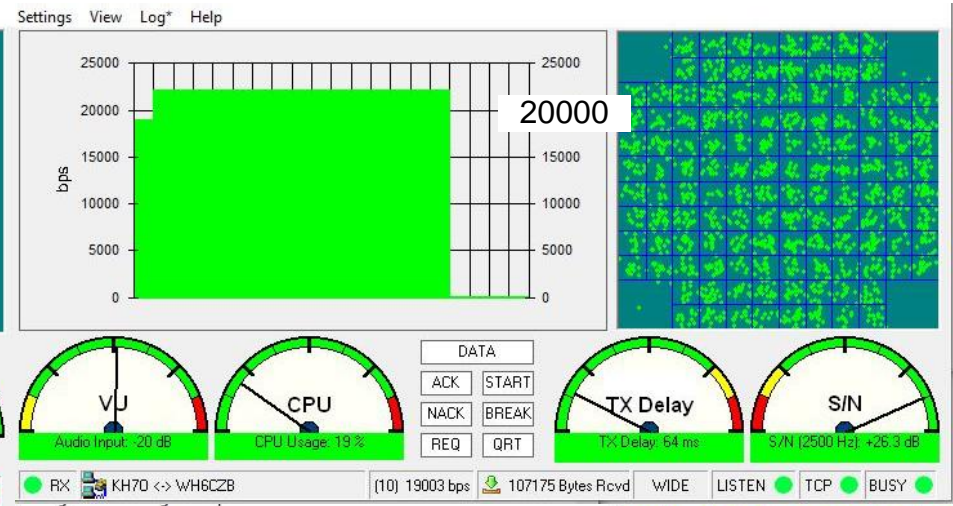 Settings View Log* Help
25000 25000
20000 20000
15000 15000
bps
10000 10000
5000 5000
0 0
DATA
ACK START
NACK BREAK
REQ QRT
VU CPU TX Delay S/N
Audio Input: -20 dB CPU Usage: 19 % TX Delay: 64 ms S/N (2500 Hz): +26.3 dB
RX KH7O <-> WH6CZB (10) 19003 bps 107175 Bytes Rcvd WIDE LISTEN TCP BUSY